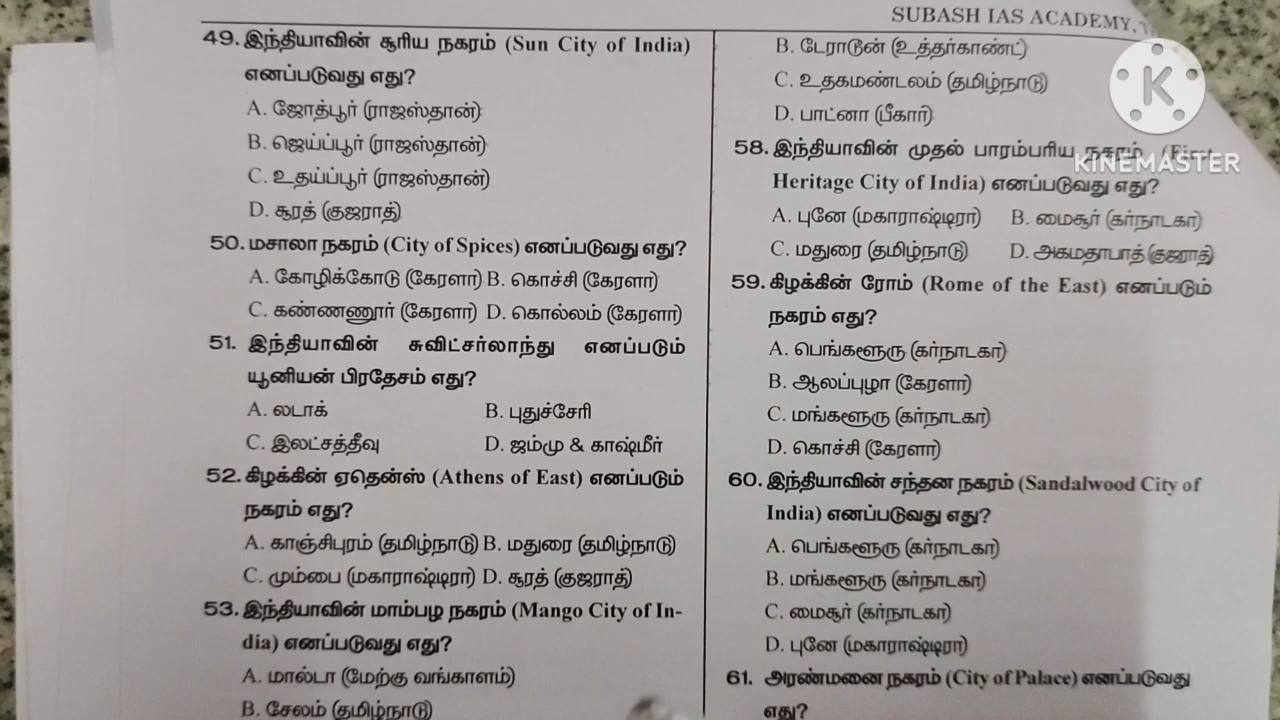 SUBASH IAS ACADEMY,
49. இந்தியாவின் சூரிய நகரம் (Sun City of India)
எனப்படுவது எது?
A. ஜோத்பூர் (ராஜஸ்தான்)
B. ஜெய்ப்பூர் (ராஜஸ்தான்)
C. உதய்ப்பூர் (ராஜஸ்தான்)
D. சூரத் (குஜராத்)
50. மசாலா நகரம் (City of Spices) எனப்படுவது எது?
A. கோழிக்கோடு (கேரளா) B. கொச்சி (கேரளா)
C. கண்ணணூர் (கேரளா) D. கொல்லம் (கேரளா)
51. இந்தியாவின் சுவிட்சர்லாந்து எனப்படும்
யூனியன் பிரதேசம் எது?
A. லடாக் B. புதுச்சேரி
C. இலட்சத்தீவு D. ஜம்மு & காஷ்மீர்
52. கிழக்கின் ஏதென்ஸ் (Athens of East) எனப்படும்
நகரம் எது?
A. காஞ்சிபுரம் (தமிழ்நாடு) B. மதுரை (தமிழ்நாடு)
C. மும்பை (மகாராஷ்டிரா) D. சூரத் (குஜராத்)
53. இந்தியாவின் மாம்பழ நகரம் (Mango City of In-
dia) எனப்படுவது எது?
A. மால்டா (மேற்கு வங்காளம்)
B. சேலம் (தமிழ்நாடு)
B. டேராடூன் (உத்தர்காண்ட்)
C. உதகமண்டலம் (தமிழ்நாடு)
D. பாட்னா (பீகார்)
58. இந்தியாவின் முதல் பாரம்பரிய நகரம் (First
Heritage City of India) எனப்படுவது எது?
A. புனே (மகாராஷ்டிரா) B. மைசூர் (கர்நாடகா)
C. மதுரை (தமிழ்நாடு) D. அகமதாபாத் (குஜராத்)
59. கிழக்கின் ரோம் (Rome of the East) எனப்படும்
நகரம் எது?
A. பெங்களூரு (கர்நாடகா)
B. ஆலப்புழா (கேரளா)
C. மங்களூரு (கர்நாடகா)
D. கொச்சி (கேரளா)
60. இந்தியாவின் சந்தன நகரம் (Sandalwood City of
India) எனப்படுவது எது?
A. பெங்களூரு (கர்நாடகா)
B. மங்களூரு (கர்நாடகா)
C. மைசூர் (கர்நாடகா)
D. புனே (மகாராஷ்டிரா)
61. அரண்மனை நகரம் (City of Palace) எனப்படுவது
எது?
K
KINEMASTER